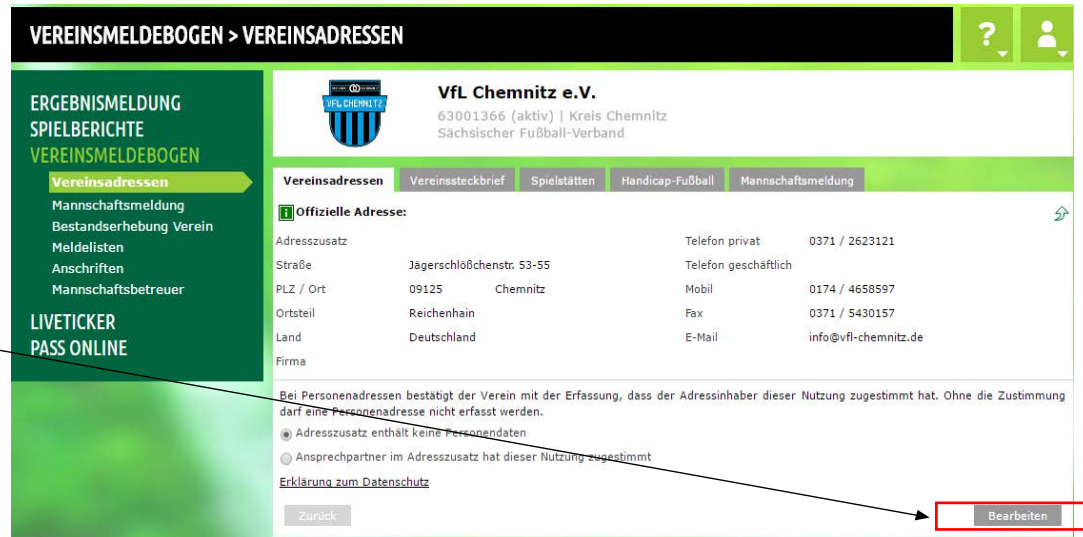 VEREINSMELDEBOGEN > VEREINSADRESSEN
?
ERGEBNISMELDUNG
SPIELBERICHTE
VEREINSMELDEBOGEN
Vereinsadressen
Mannschaftsmeldung
Bestandserhebung Verein
Meldelisten
Anschriften
Mannschaftsbetreuer
LIVETICKER
PASS ONLINE
VFL CHEMNITZ
VfL Chemnitz e.V.
63001366 (aktiv) | Kreis Chemnitz
Sächsischer Fußball-Verband
Vereinsadressen Vereinssteckbrief Spielstätten Handicap-Fußball Mannschaftsmeldung
i Offizielle Adresse:
Adresszusatz Telefon privat 0371 / 2623121
Straße Jägerschlößchenstr. 53-55 Telefon geschäftlich
PLZ / Ort 09125 Chemnitz Mobil 0174 / 4658597
Ortsteil Reichenhain Fax 0371 / 5430157
Land Deutschland E-Mail info@vfl-chemnitz.de
Firma
Bei Personenadressen bestätigt der Verein mit der Erfassung, dass der Adressinhaber dieser Nutzung zugestimmt hat. Ohne die Zustimmung
darf eine Personenadresse nicht erfasst werden.
Adresszusatz enthält keine Personendaten
Ansprechpartner im Adresszusatz hat dieser Nutzung zugestimmt
Erklärung zum Datenschutz
Zurück Bearbeiten